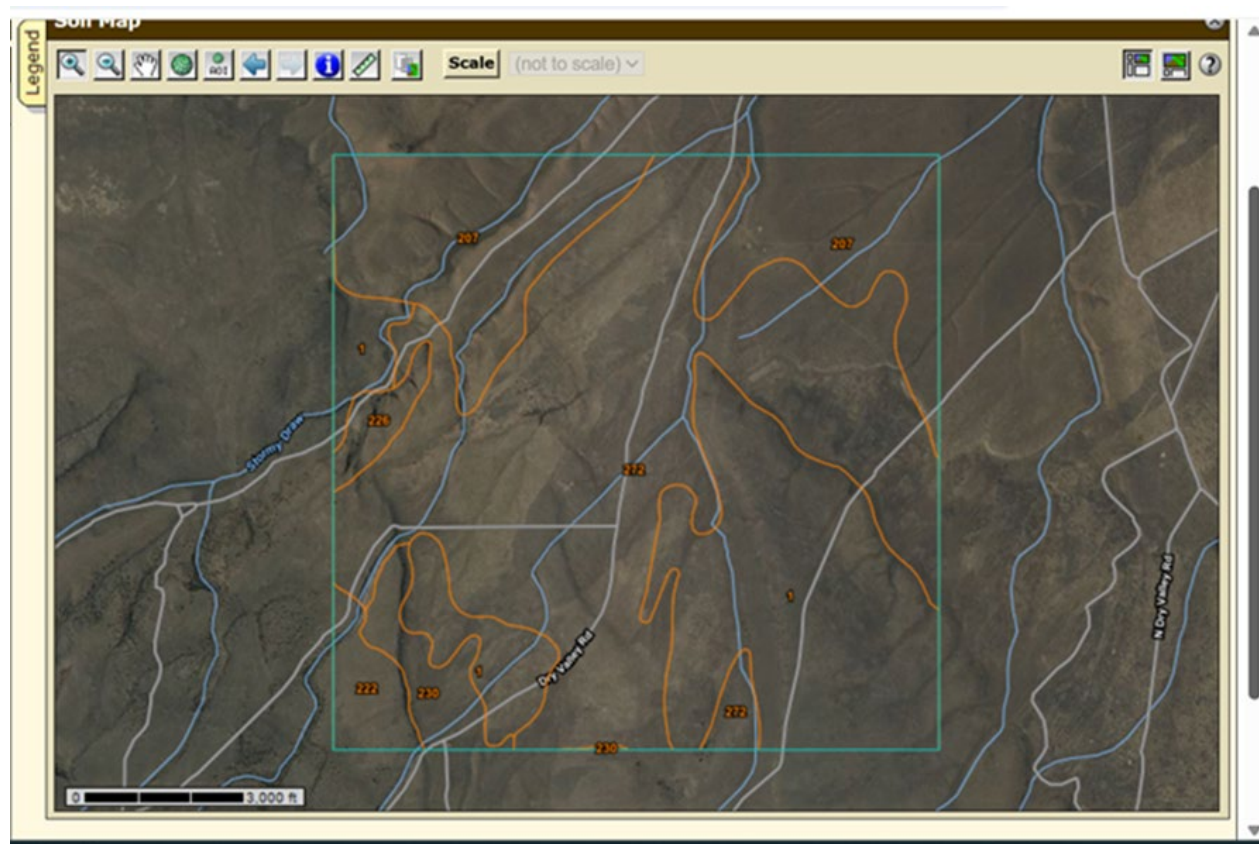 Soil Map
Legend
AOI
Scale
(not to scale)
207
207
1
226
Stormy Draw
272
1
N Dry Valley Rd
Dry Valley Rd
1
222
230
272
230
0
3,000 ft